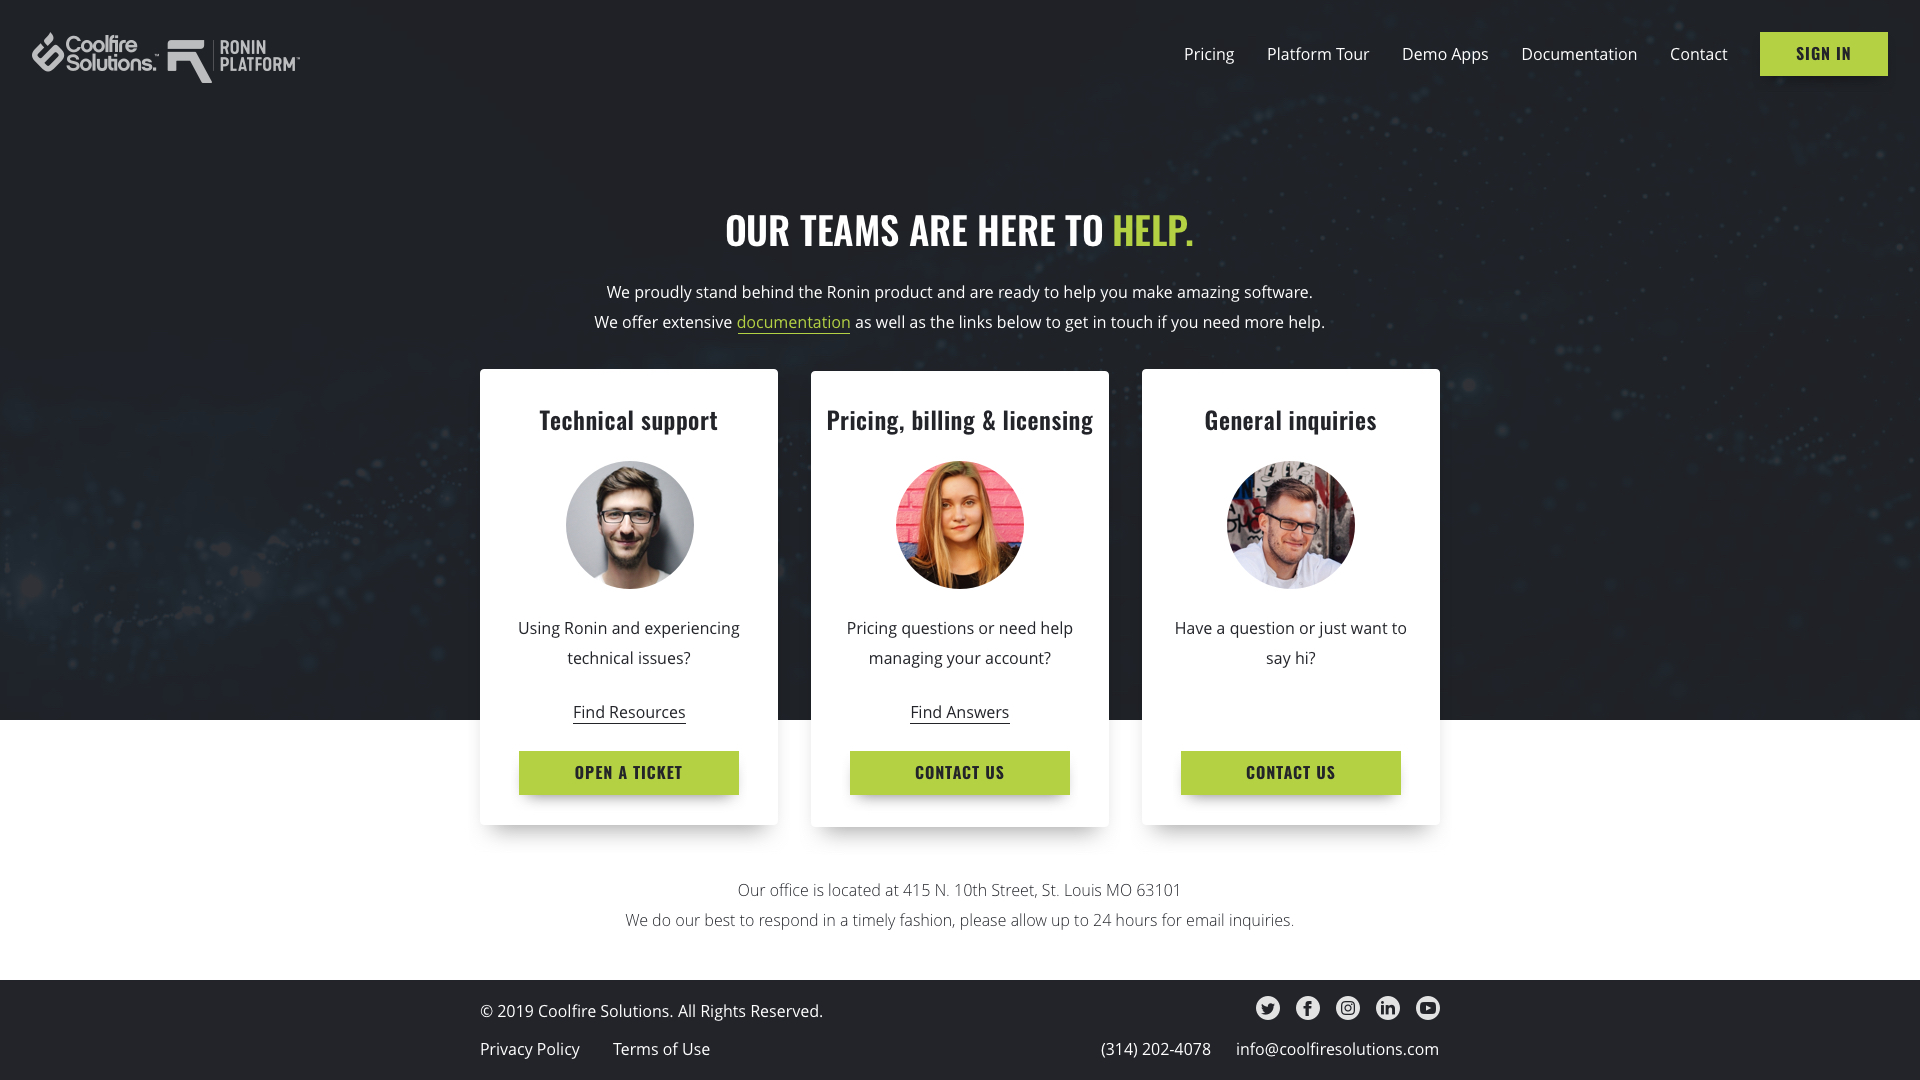 Coolfire Solutions.™
RONIN PLATFORM™
Pricing
Platform Tour
Demo Apps
Documentation
Contact
SIGN IN
OUR TEAMS ARE HERE TO HELP.
We proudly stand behind the Ronin product and are ready to help you make amazing software.
We offer extensive documentation as well as the links below to get in touch if you need more help.
Technical support
Using Ronin and experiencing
technical issues?
Find Resources
OPEN A TICKET
Pricing, billing & licensing
Pricing questions or need help
managing your account?
Find Answers
CONTACT US
General inquiries
Have a question or just want to
say hi?
CONTACT US
Our office is located at 415 N. 10th Street, St. Louis MO 63101
We do our best to respond in a timely fashion, please allow up to 24 hours for email inquiries.
© 2019 Coolfire Solutions. All Rights Reserved.
Privacy Policy
Terms of Use
(314) 202-4078
info@coolfiresolutions.com